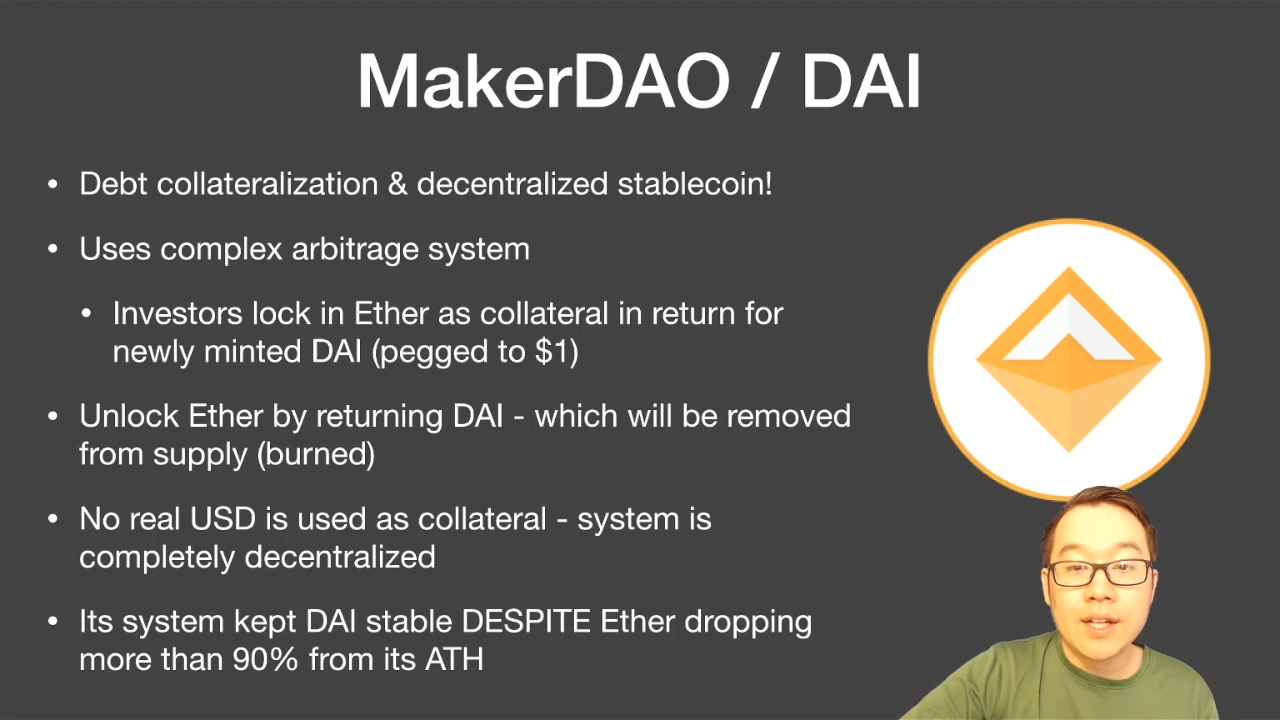 MakerDAO / DAI
• Debt collateralization & decentralized stablecoin!
• Uses complex arbitrage system
• Investors lock in Ether as collateral in return for
newly minted DAI (pegged to $1)
• Unlock Ether by returning DAI - which will be removed
from supply (burned)
• No real USD is used as collateral - system is
completely decentralized
• Its system kept DAI stable DESPITE Ether dropping
more than 90% from its ATH